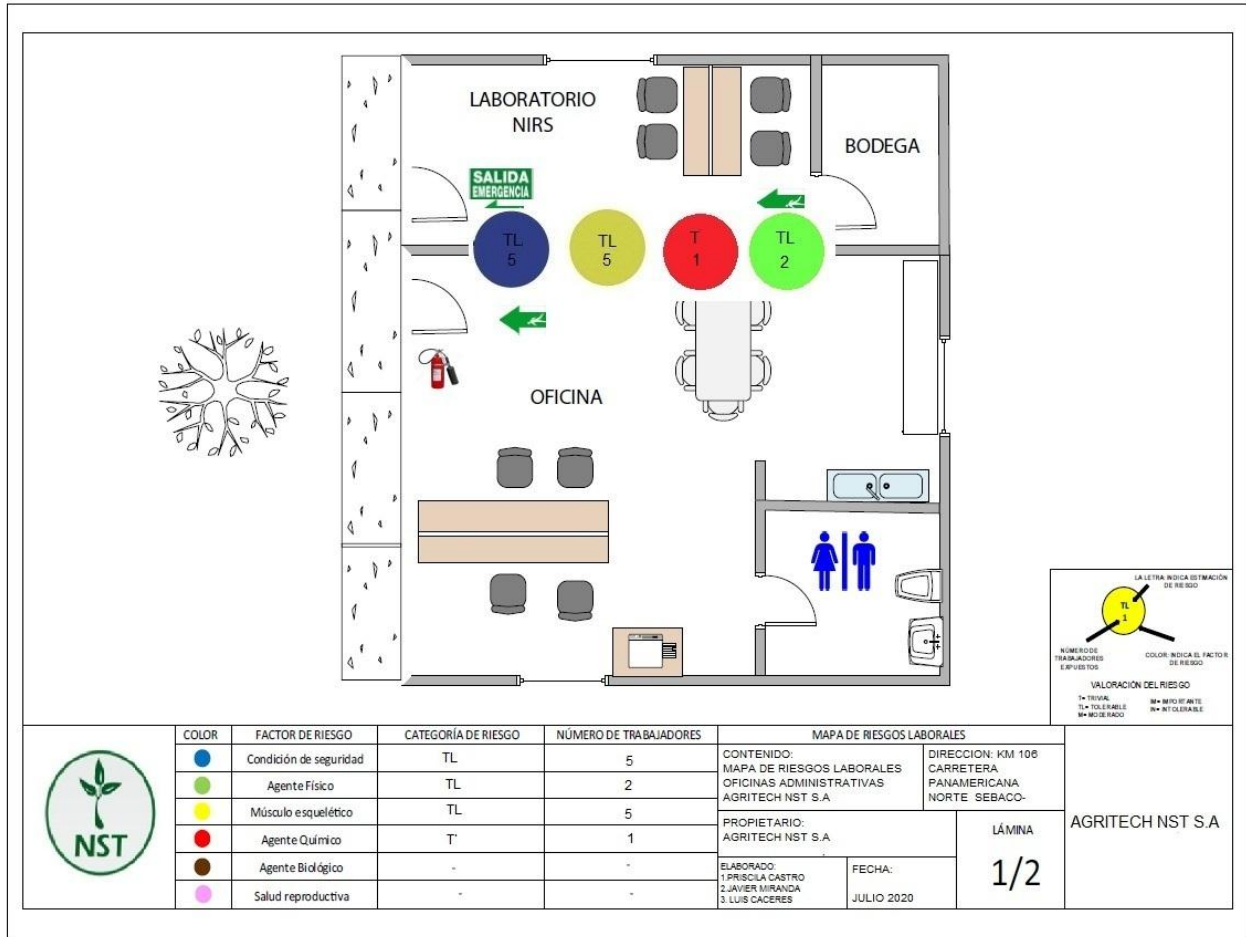 LABORATORIO
NIRS
BODEGA
SALIDA
EMERGENCIA
TL
5
TL
5
T
1
TL
2
OFICINA
LA LETRA: INDICA ESTIMACIÓN
DE RIESGO
TL
1
NÚMERO DE
TRABAJADORES
EXPUESTOS
COLOR: INDICA EL FACTOR
DE RIESGO
VALORACIÓN DEL RIESGO
T= TRIVIAL
TL= TOLERABLE
M= MODERADO
IM= IMPORTANTE
IN= INTOLERABLE
NST
COLOR FACTOR DE RIESGO CATEGORÍA DE RIESGO NÚMERO DE TRABAJADORES
Condición de seguridad TL 5
Agente Físico TL 2
Músculo esquelético TL 5
Agente Químico T' 1
Agente Biológico - -
Salud reproductiva - -
MAPA DE RIESGOS LABORALES
CONTENIDO:
MAPA DE RIESGOS LABORALES
OFICINAS ADMINISTRATIVAS
AGRITECH NST S.A
DIRECCION: KM 106
CARRETERA
PANAMERICANA
NORTE SEBACO-
PROPIETARIO:
AGRITECH NST S.A
.
ELABORADO:
1.PRISCILA CASTRO
2.JAVIER MIRANDA
3. LUIS CACERES
FECHA:
JULIO 2020
LÁMINA
1/2
AGRITECH NST S.A